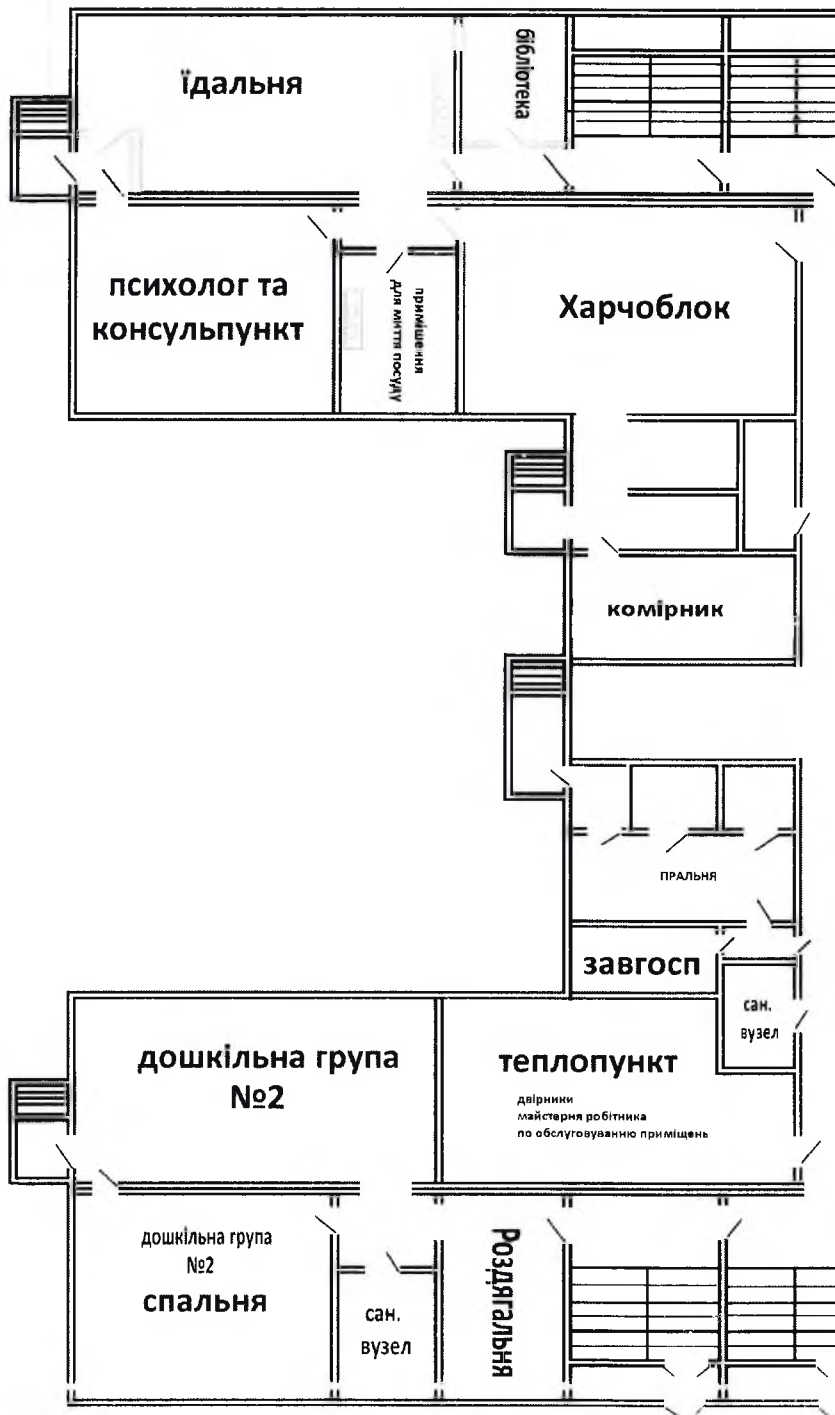 їдальня
бібліотека
психолог та
консульпункт
приміщення
для миття посуду
Харчоблок
комірник
ПРАЛЬНЯ
завгосп
сан.
вузел
дошкільна група
№2
теплопункт
двірники
майстерня робітника
по обслуговуванню приміщень
дошкільна група
№2
спальня
сан.
вузел
Роздягальня